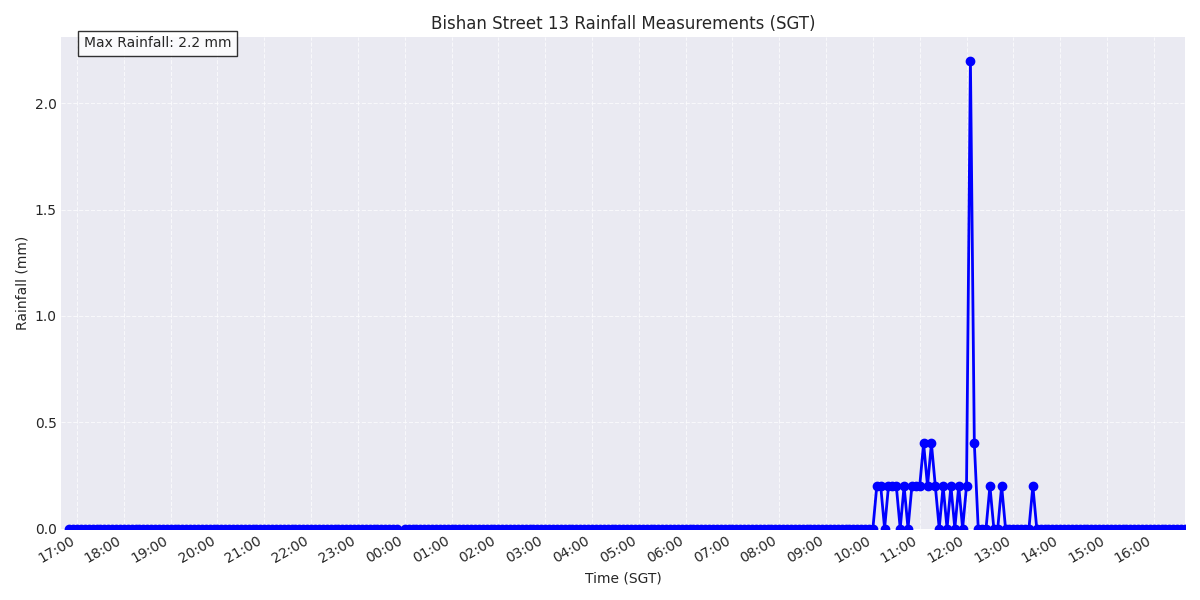 Bishan Street 13 Rainfall Measurements (SGT)
Max Rainfall: 2.2 mm
Rainfall (mm)
2.0
1.5
1.0
0.5
0.0
17:00 18:00 19:00 20:00 21:00 22:00 23:00 00:00 01:00 02:00 03:00 04:00 05:00 06:00 07:00 08:00 09:00 10:00 11:00 12:00 13:00 14:00 15:00 16:00
Time (SGT)